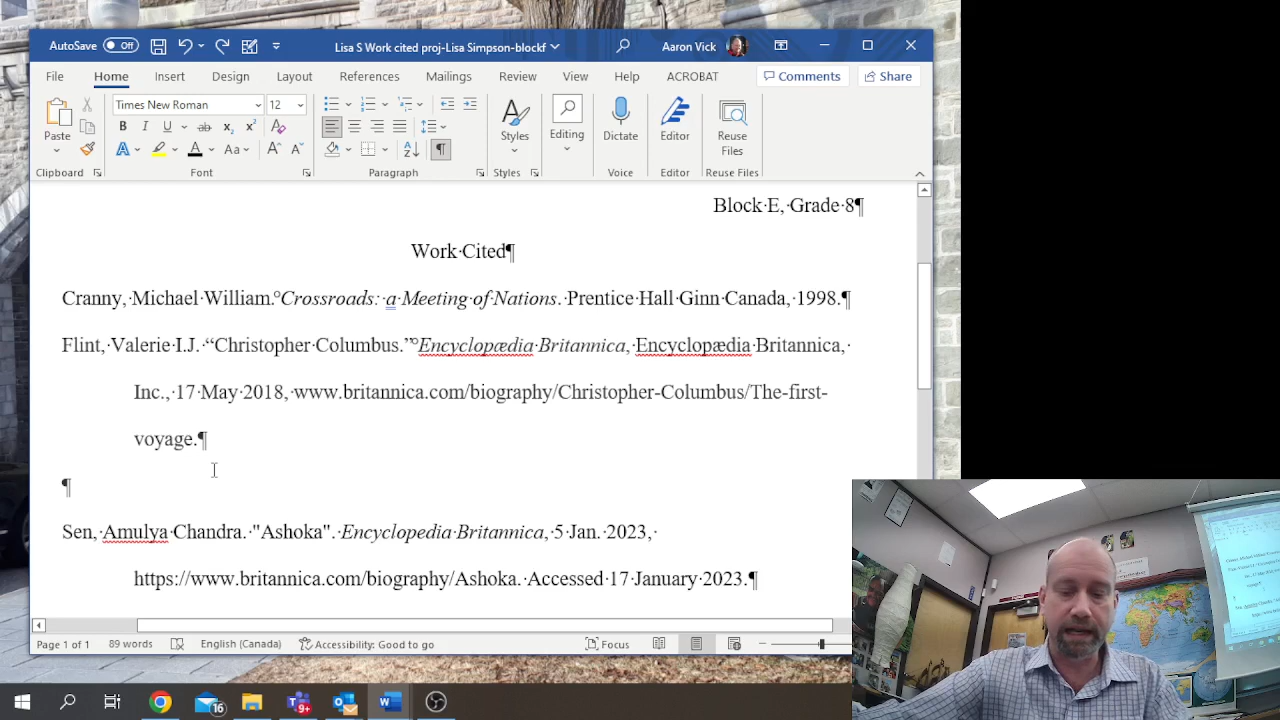 AutoSave Off Lisa S Work cited proj-Lisa Simpson-blockf Aaron Vick
File Home Insert Design Layout References Mailings Review View Help ACROBAT Comments Share
Times New Roman 12
Paste Styles Editing Dictate Editor Reuse Files
Clipboard Font Paragraph Styles Voice Editor Reuse Files
Block·E,·Grade·8¶
Work·Cited¶
Cranny,·Michael·William.°Crossroads:·a·Meeting·of·Nations.·Prentice·Hall·Ginn·Canada,·1998.¶
Flint,·Valerie·I.J.·“Christopher·Columbus.”°Encyclopædia·Britannica,·Encyclopædia·Britannica,·
Inc.,·17·May·2018,·www.britannica.com/biography/Christopher-Columbus/The-first-
voyage.¶
¶
Sen,·Amulya·Chandra.·"Ashoka".·Encyclopedia·Britannica,·5·Jan.·2023,·
https://www.britannica.com/biography/Ashoka.·Accessed·17·January·2023.¶
Page 1 of 1 89 words English (Canada) Accessibility: Good to go Focus
16 9+